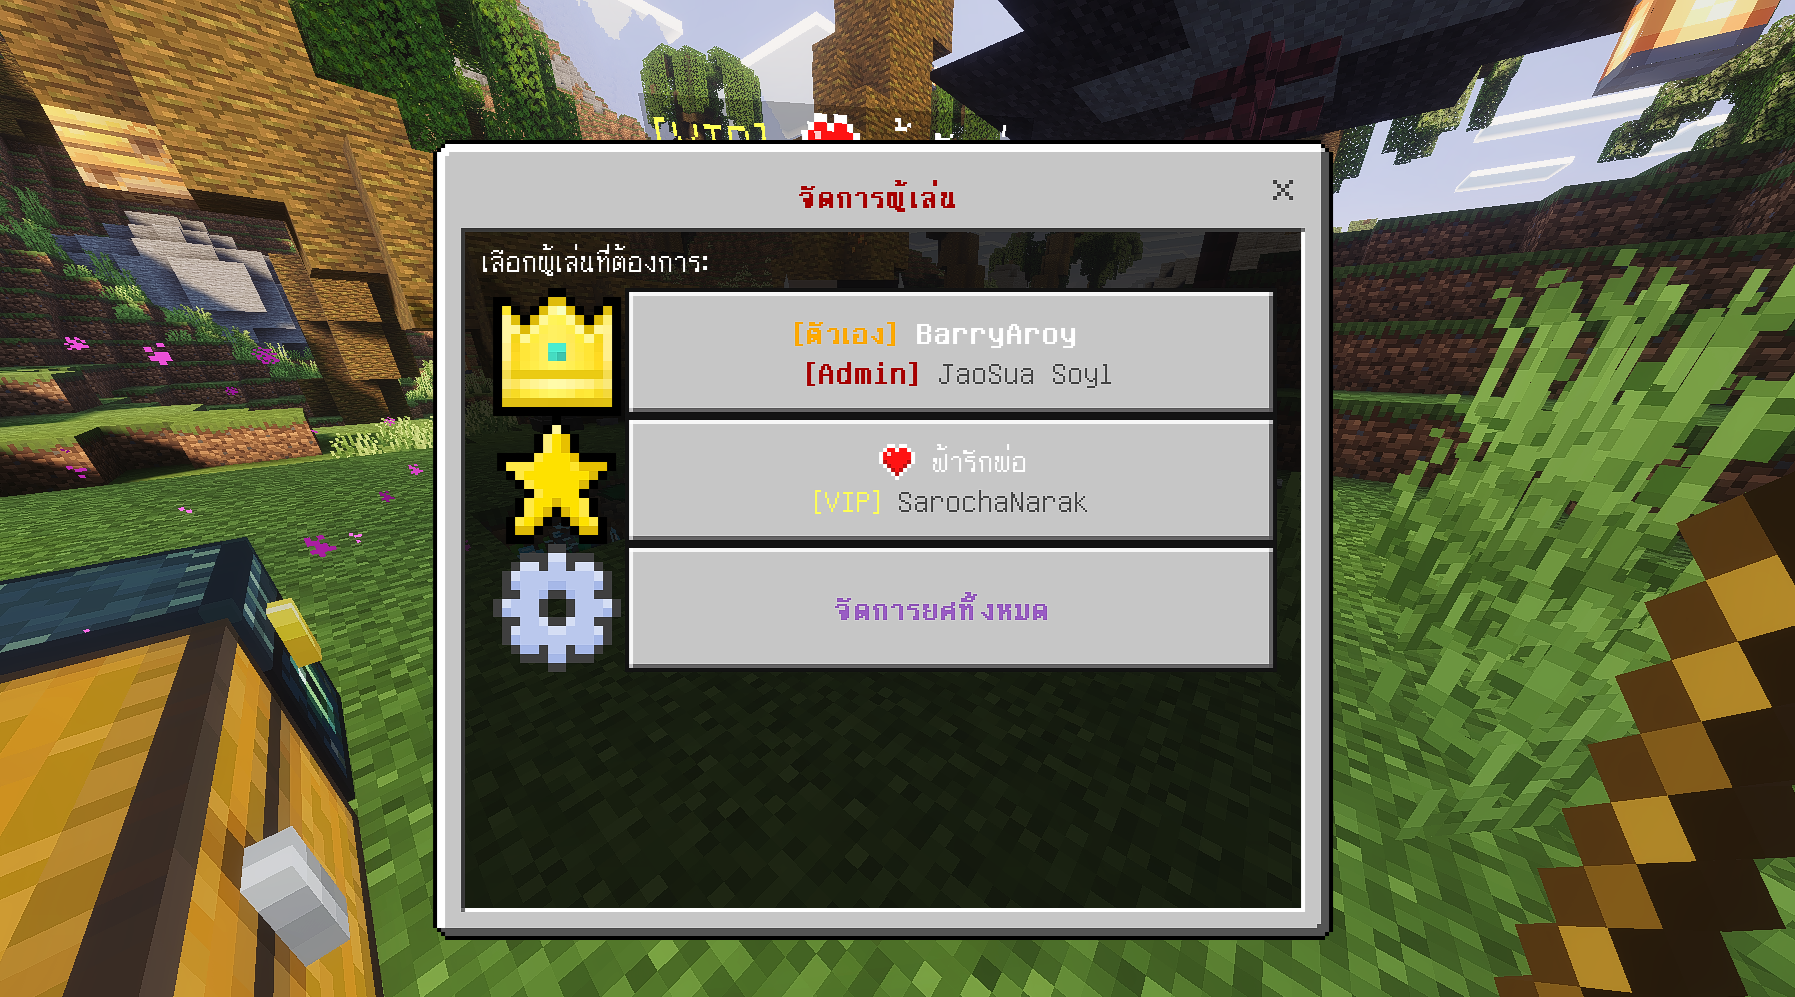 [VIP]
จัดการผู้เล่น
เลือกผู้เล่นที่ต้องการ:
[ตัวเอง] BarryAroy
[Admin] JaoSua Soy1
ฟ้ารักพ่อ
[VIP] SarochaNarak
จัดการยศทั้งหมด